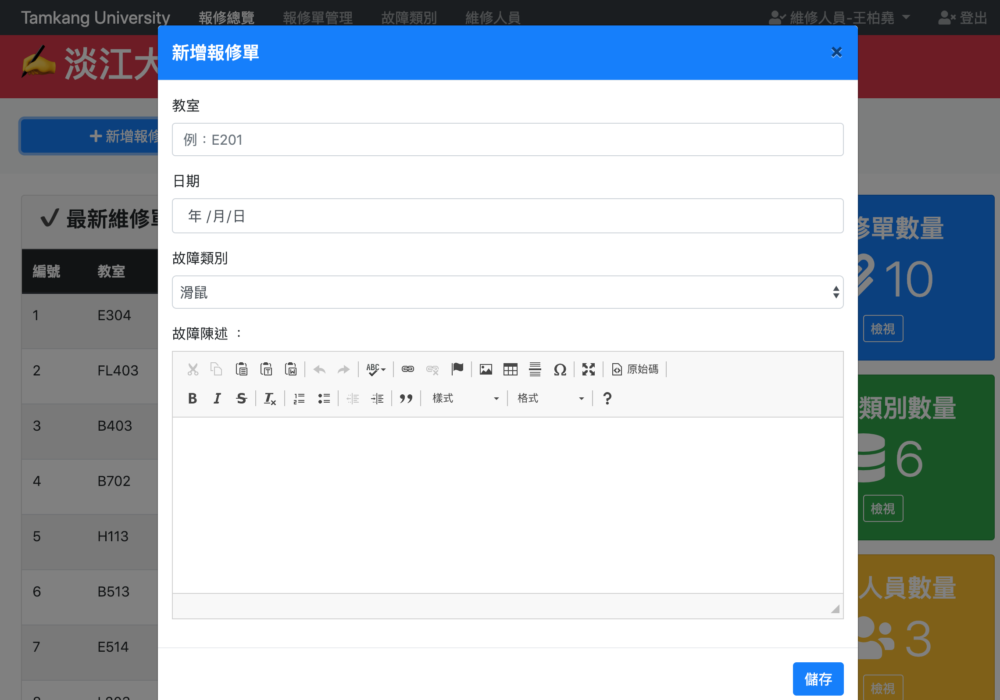 Tamkang University 報修總覽 報修單管理 故障類別 維修人員 維修人員-王柏堯 登出
淡江
新增報修單
×
教室
例：E201
日期
年 /月/日
故障類別
滑鼠
故障陳述 ：
ABC
原始碼
B I S
樣式 格式 ?
儲存
新增報修
最新維修單
編號 教室
1 E304
2 FL403
3 B403
4 B702
5 H113
6 B513
7 E514
修單數量
10
檢視
類別數量
6
檢視
人員數量
3
檢視